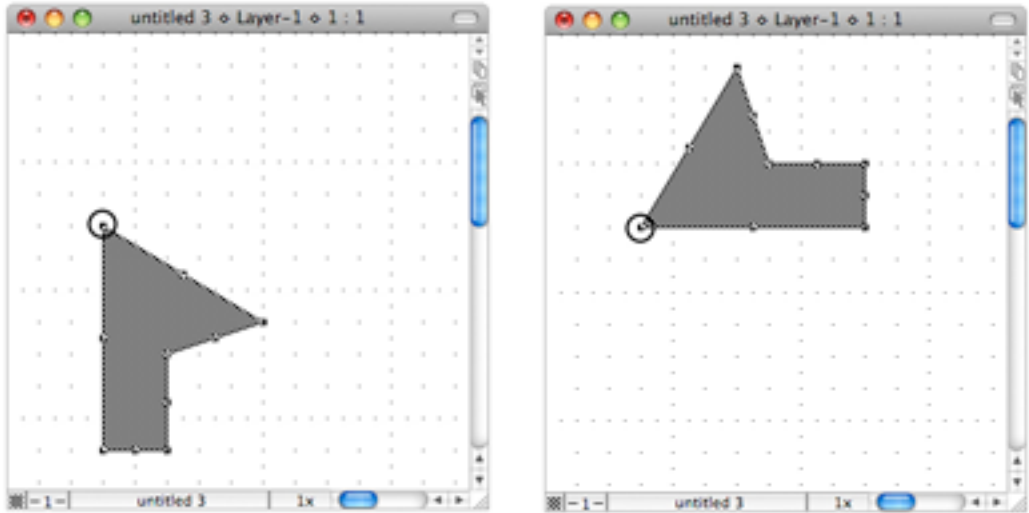 untitled 3 ⋄ Layer-1 ⋄ 1 : 1
-1-
untitled 3
1x
untitled 3 ⋄ Layer-1 ⋄ 1 : 1
-1-
untitled 3
1x